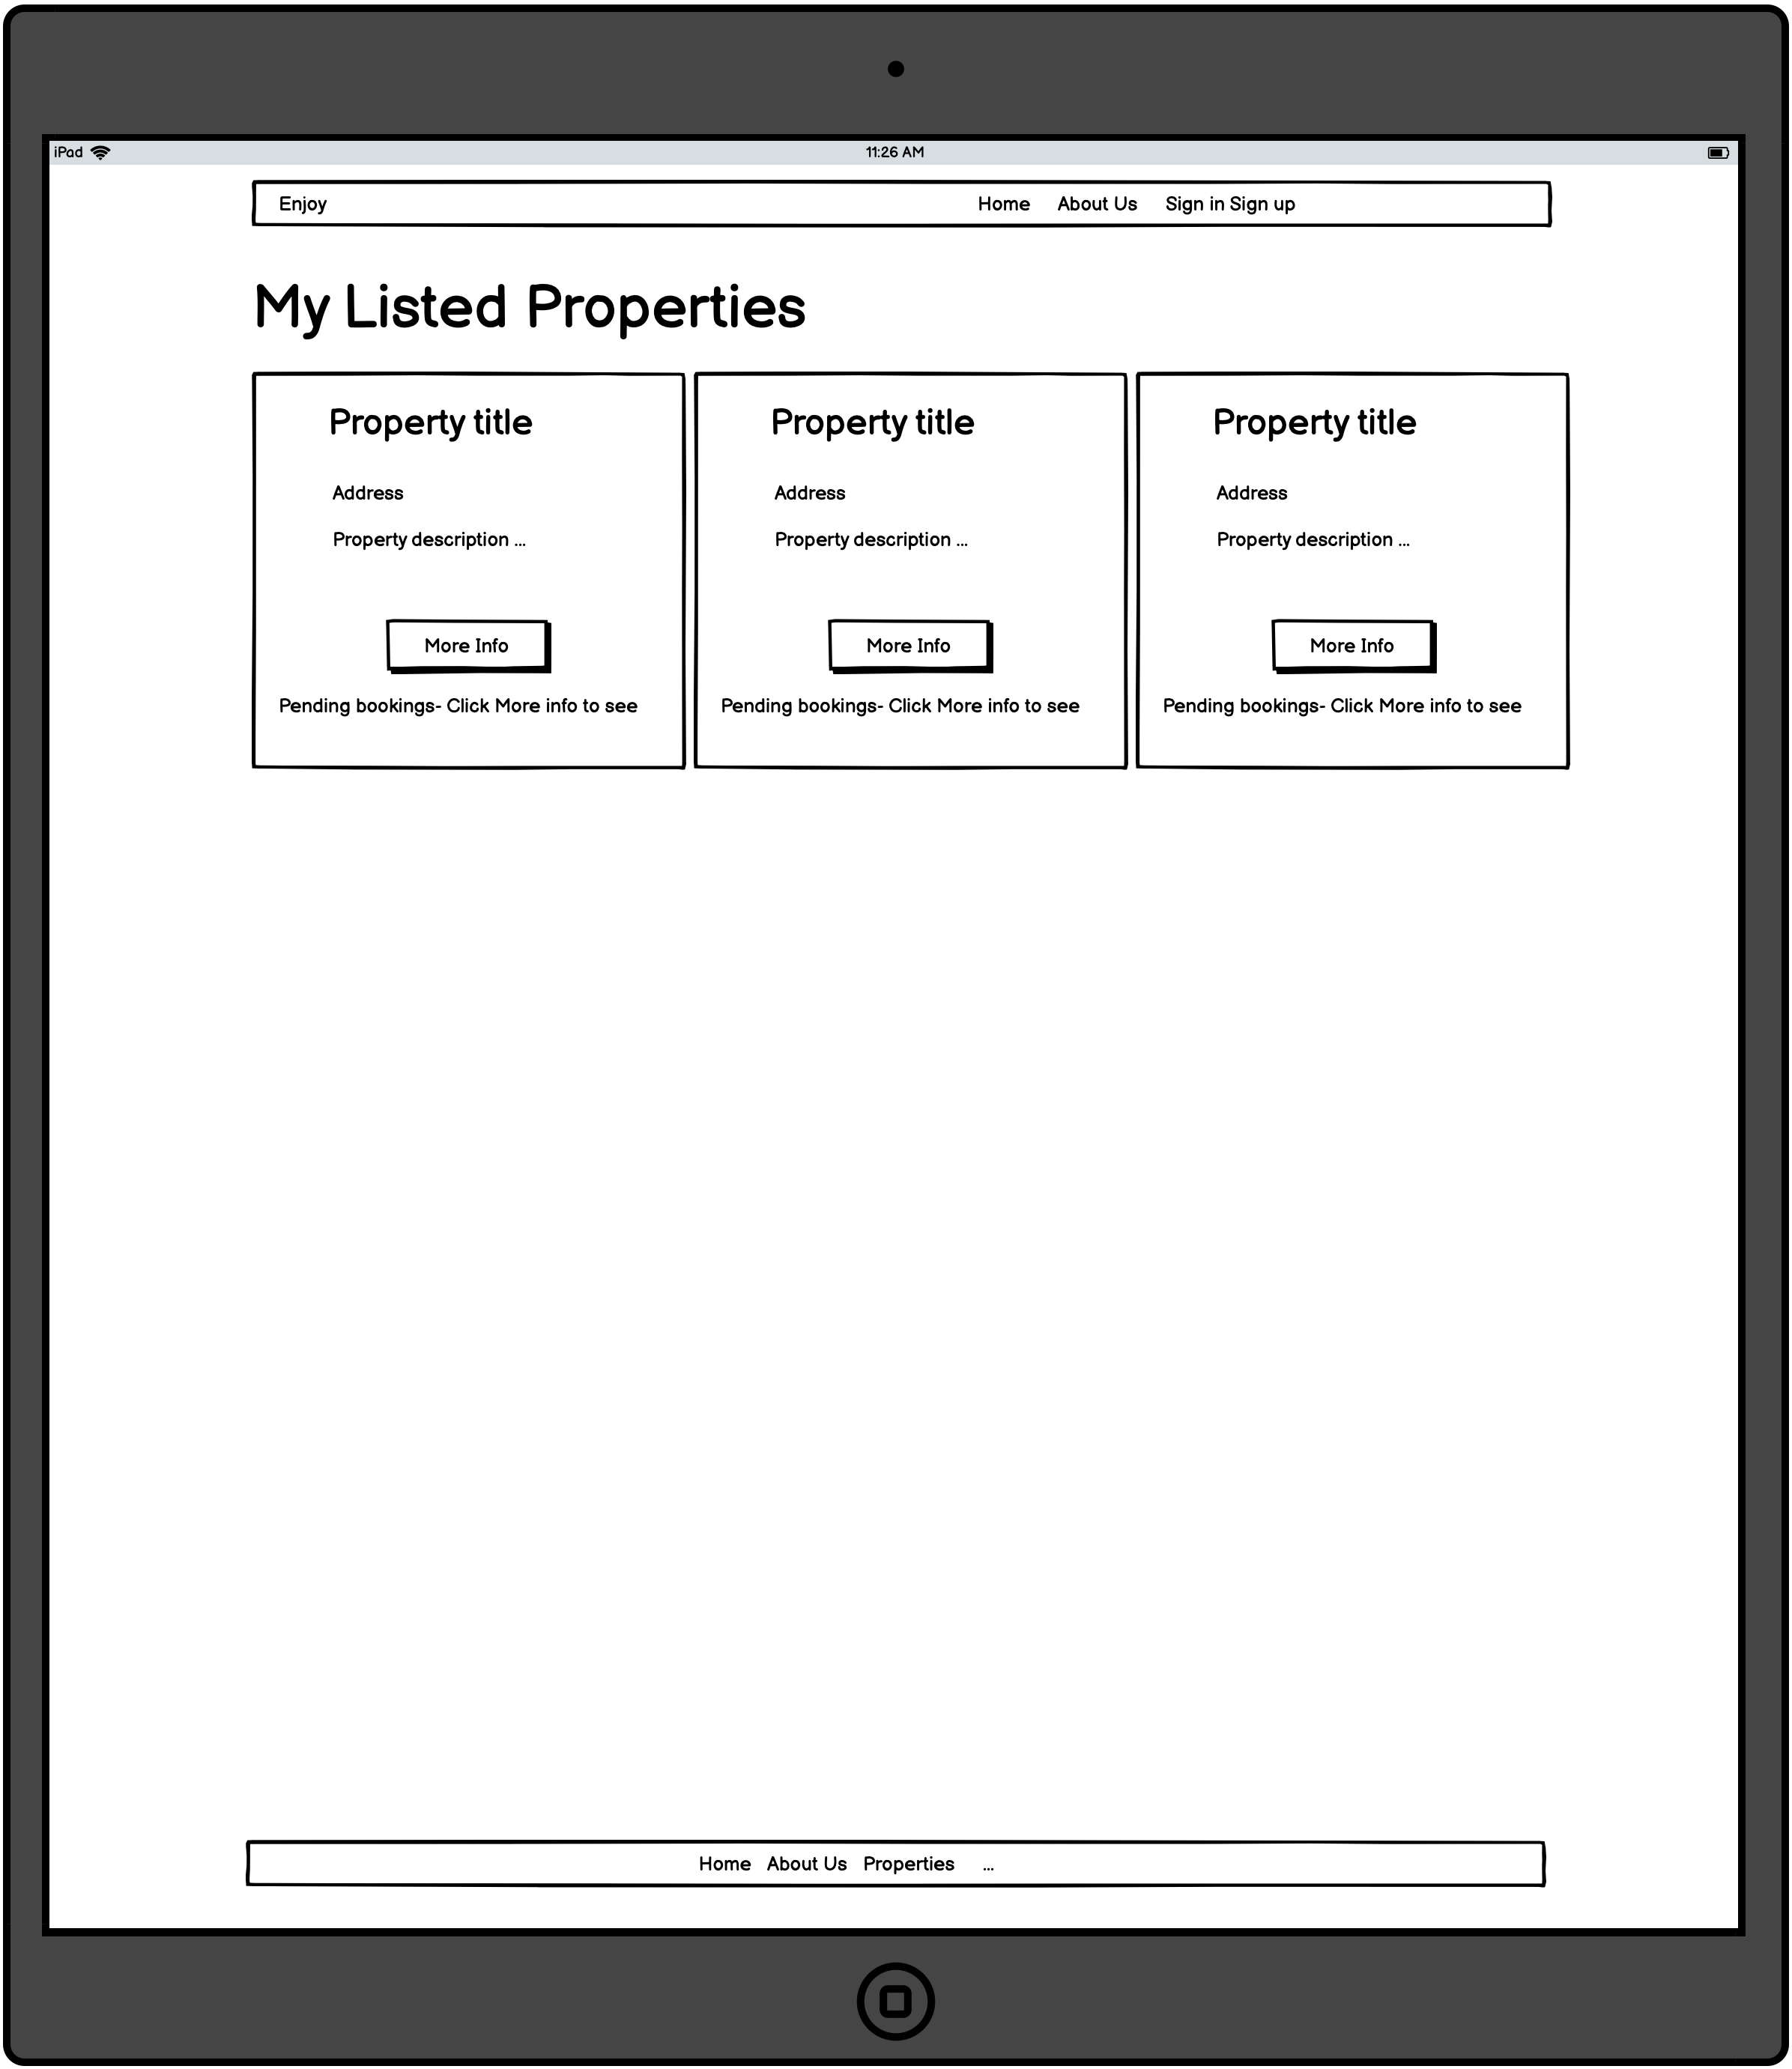 iPad 11:26 AM
Enjoy Home About Us Sign in Sign up
My Listed Properties
Property title Property title Property title
Address Address Address
Property description ... Property description ... Property description ...
More Info More Info More Info
Pending bookings- Click More info to see Pending bookings- Click More info to see Pending bookings- Click More info to see
Home About Us Properties ...